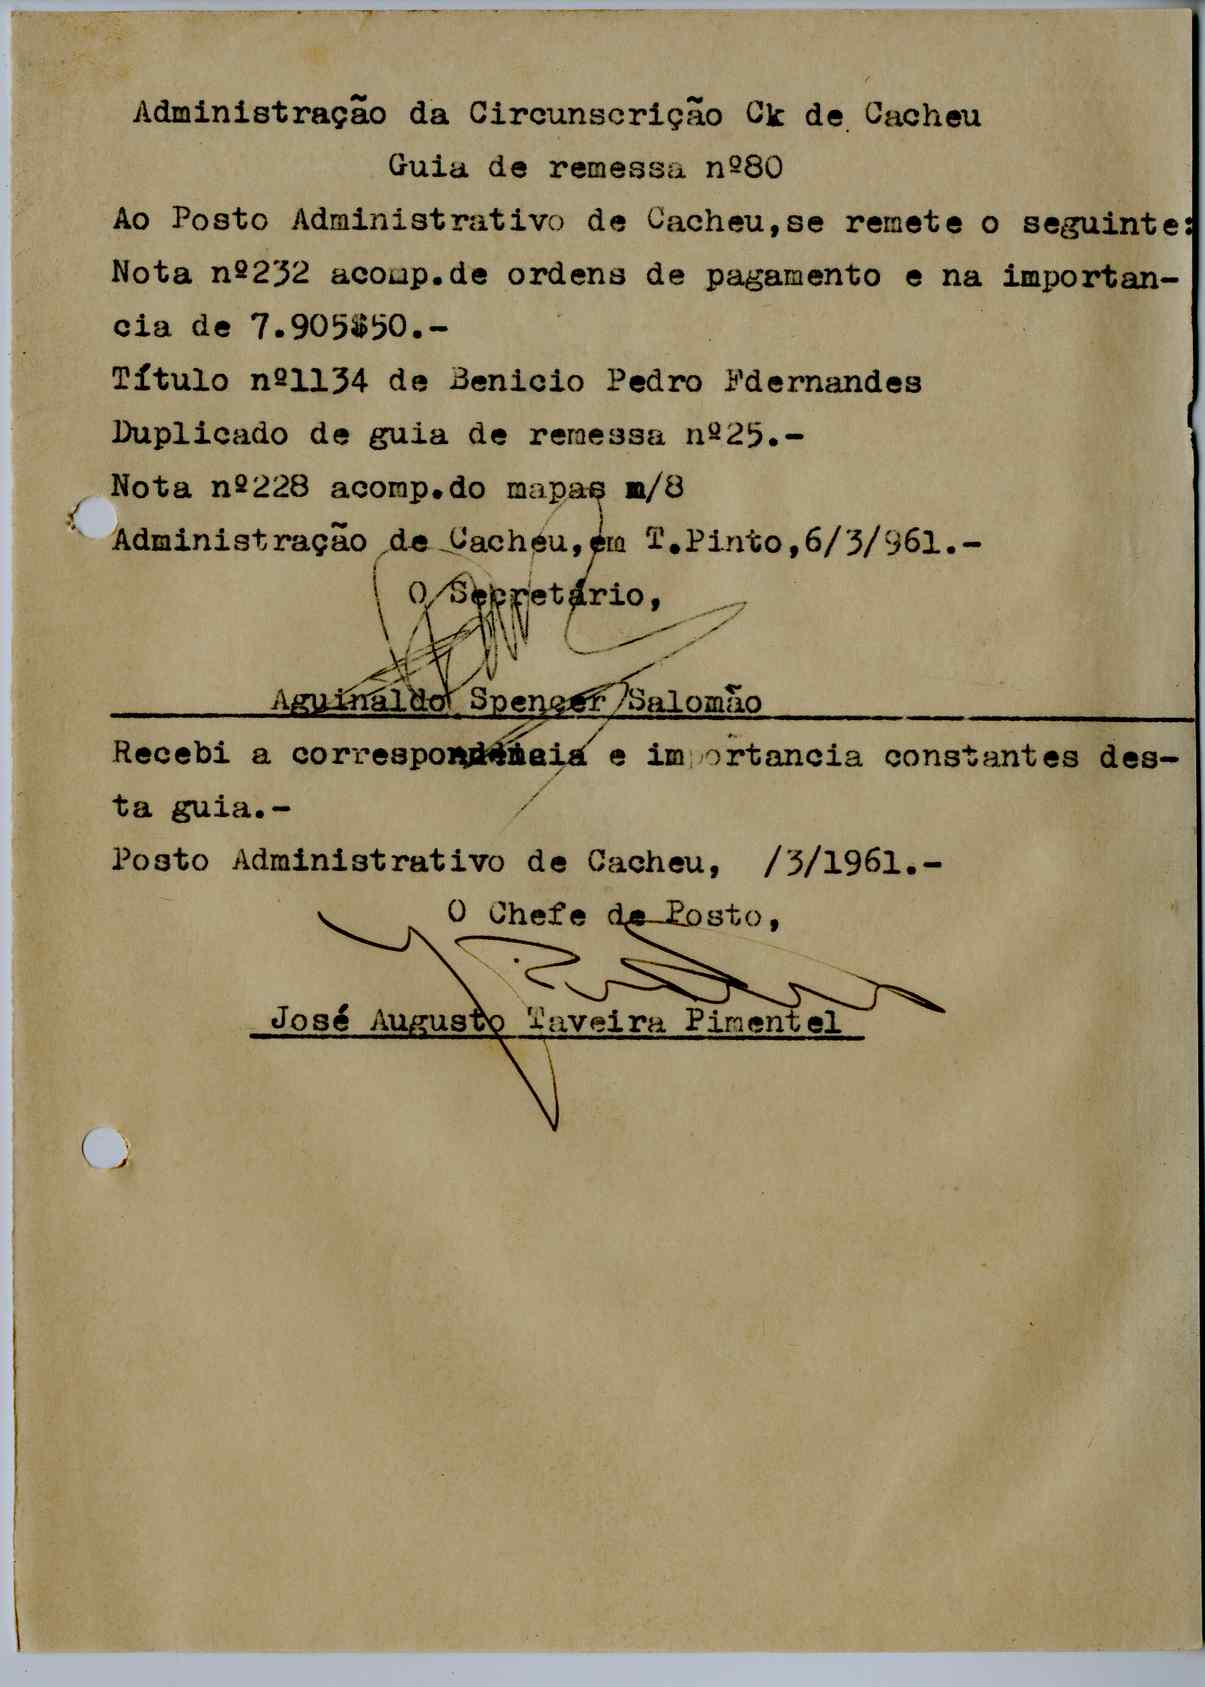 Administração da Circunscrição Ck de Cacheu
Guia de remessa nº80
Ao Posto Administrativo de Cacheu,se remete o seguinte:
Nota nº232 acomp.de ordens de pagamento e na importan-
cia de 7.905$50.-
Título nº1134 de Benicio Pedro Fdernandes
Duplicado de guia de remessa nº25.-
Nota nº228 acomp.do mapas m/8
Administração de Cacheu,em T.Pinto,6/3/961.-
O Secretário,
Aguinaldo Spencer Salomão
Recebi a correspondencia e importancia constantes des-
ta guia.-
Posto Administrativo de Cacheu, /3/1961.-
O Chefe de Posto,
José Augusto Taveira Pimentel